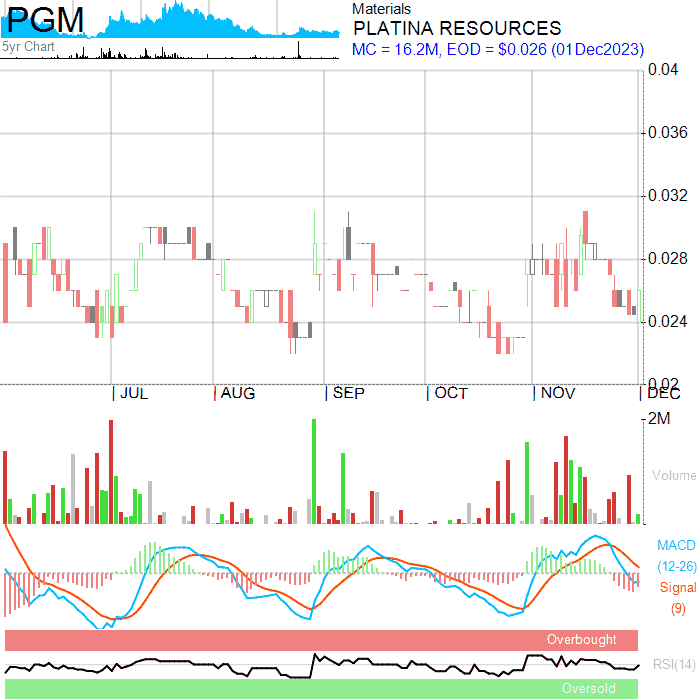 PGM
5yr Chart
Materials
PLATINA RESOURCES
MC = 16.2M, EOD = $0.026 (01Dec2023)
0.04
0.036
0.032
0.028
0.024
0.02
JUL AUG SEP OCT NOV DEC
2M
Volume
MACD
(12-26)
Signal
(9)
Overbought
RSI(14)
Oversold